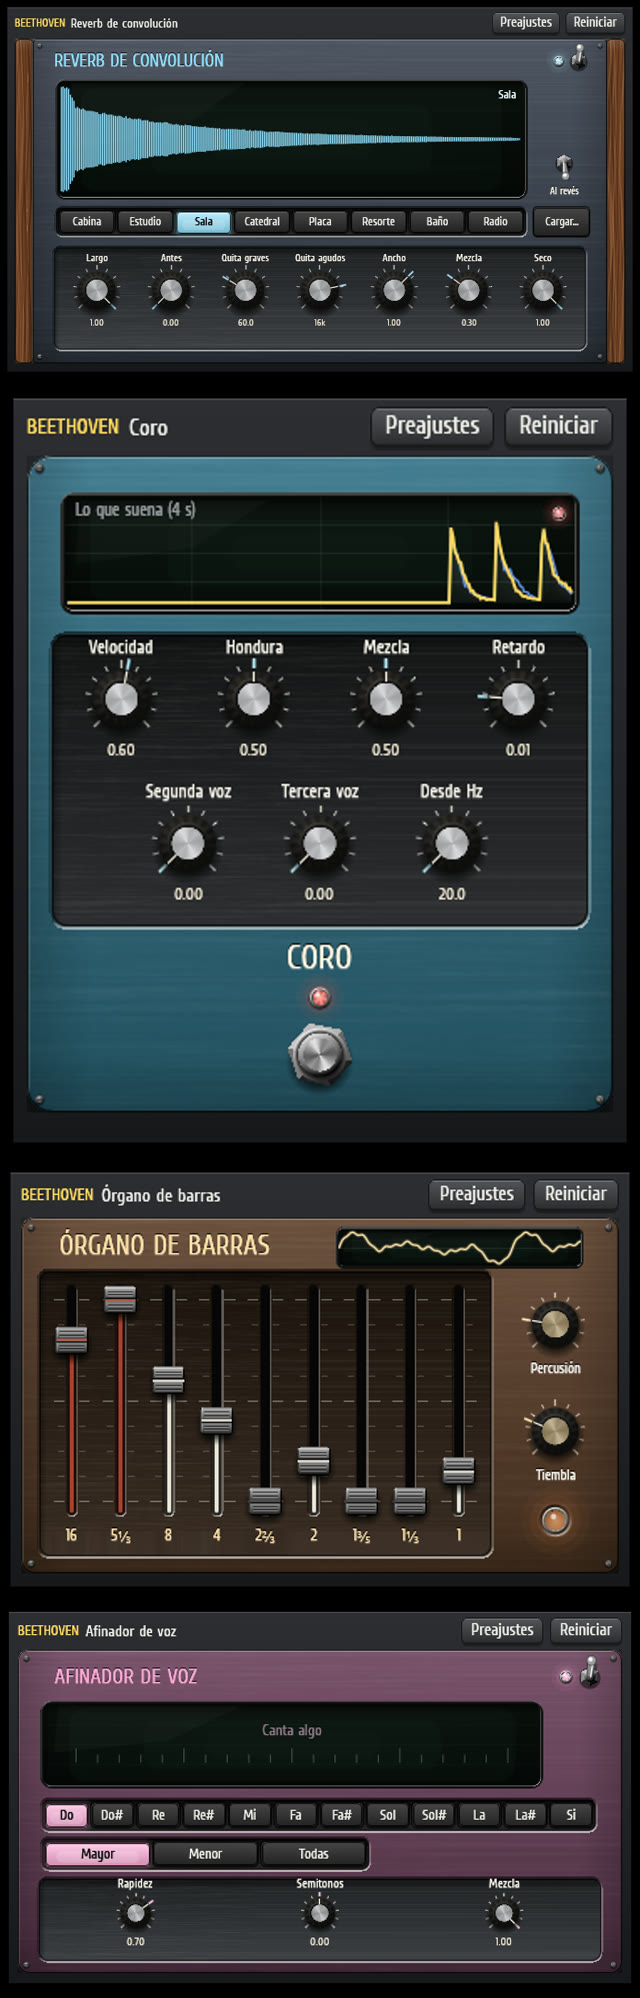 BEETHOVEN Reverb de convolución Preajustes Reiniciar
REVERB DE CONVOLUCIÓN
Sala
Al revés
Cabina Estudio Sala Catedral Placa Resorte Baño Radio Cargar...
Largo Antes Quita graves Quita agudos Ancho Mezcla Seco
1.00 0.00 60.0 16k 1.00 0.30 1.00
BEETHOVEN Coro Preajustes Reiniciar
Lo que suena (4 s)
Velocidad Hondura Mezcla Retardo
0.60 0.50 0.50 0.01
Segunda voz Tercera voz Desde Hz
0.00 0.00 20.0
CORO
BEETHOVEN Órgano de barras Preajustes Reiniciar
ÓRGANO DE BARRAS
Percusión
Tiembla
16 5⅓ 8 4 2⅔ 2 1⅗ 1⅓ 1
BEETHOVEN Afinador de voz Preajustes Reiniciar
AFINADOR DE VOZ
Canta algo
Do Do# Re Re# Mi Fa Fa# Sol Sol# La La# Si
Mayor Menor Todas
Rapidez Semitonos Mezcla
0.70 0.00 1.00